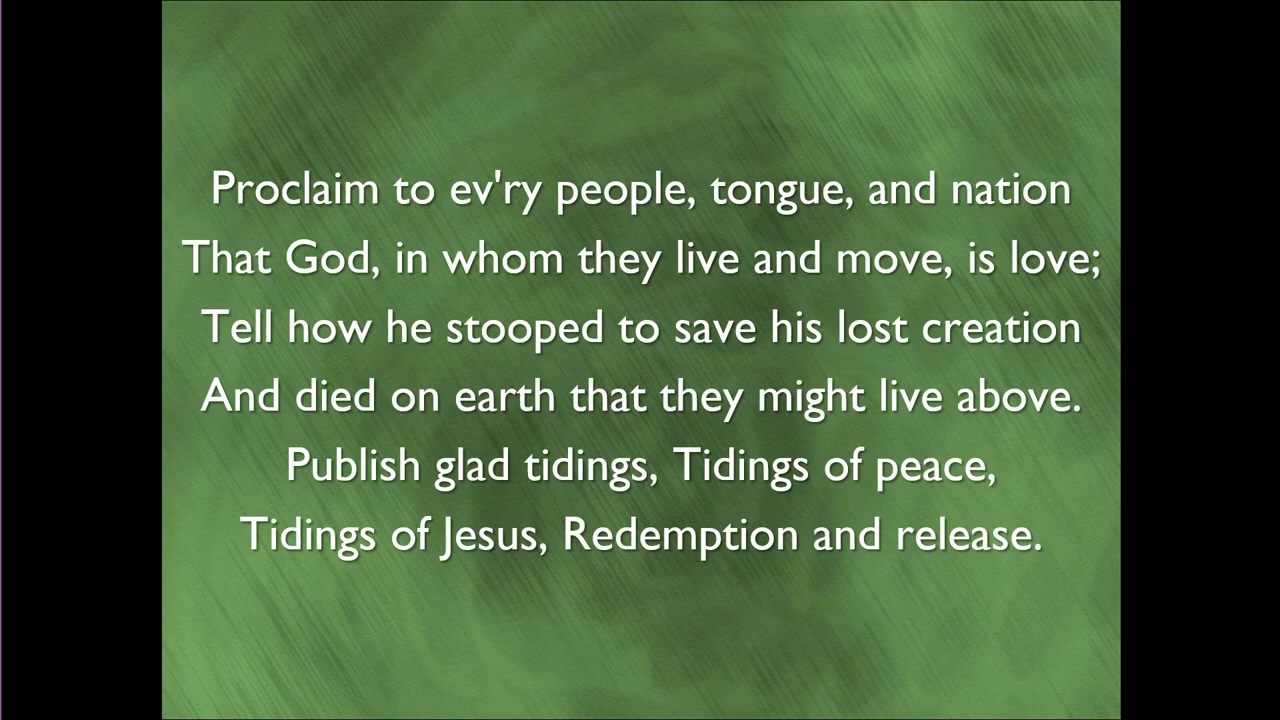 Proclaim to ev'ry people, tongue, and nation
That God, in whom they live and move, is love;
Tell how he stooped to save his lost creation
And died on earth that they might live above.
Publish glad tidings, Tidings of peace,
Tidings of Jesus, Redemption and release.